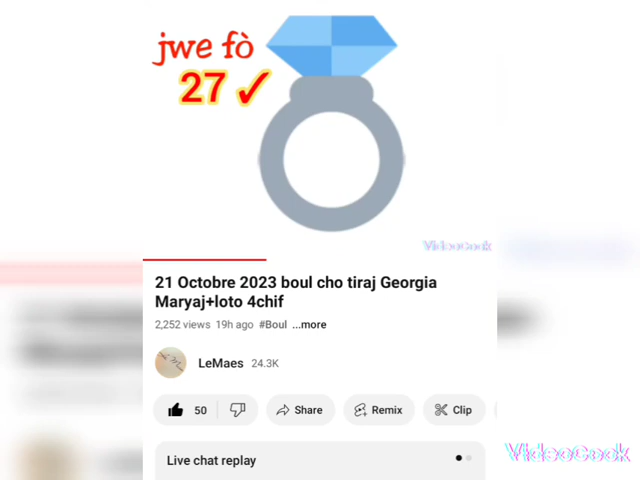 jwe fò
27 ✓
VideoCook
21 Octobre 2023 boul cho tiraj Georgia
Maryaj+loto 4chif
2,252 views 19h ago #Boul ...more
LeMaes 24.3K
50 Share Remix Clip
Live chat replay
VideoCook